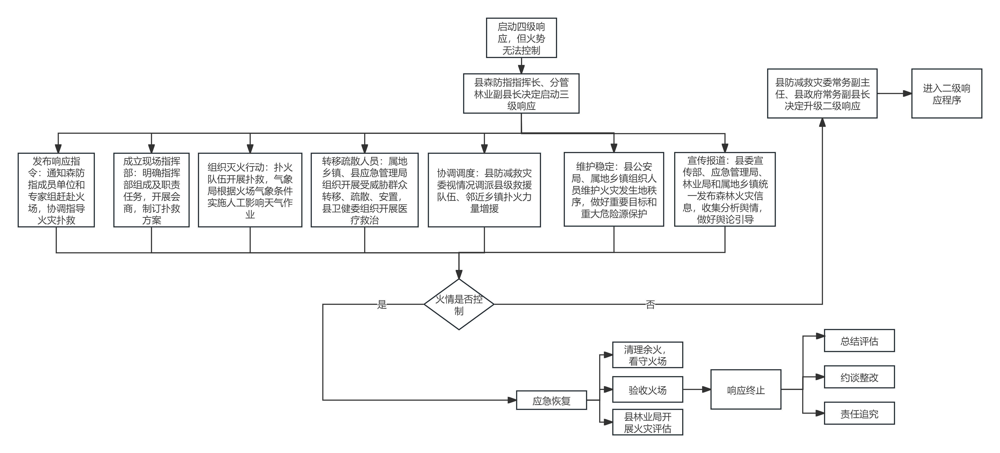 启动四级响
应，但火势
无法控制
县森防指指挥长、分管
林业副县长决定启动三
级响应
县防减救灾委常务副主
任、县政府常务副县长
决定升级二级响应
进入二级响
应程序
发布响应指
令：通知森防
指成员单位和
专家组赶赴火
场，协调指导
火灾扑救
成立现场指挥
部：明确指挥
部组成及职责
任务，开展会
商，制订扑救
方案
组织灭火行动：扑火
队伍开展扑救，气象
局根据火场气象条件
实施人工影响天气作
业
转移疏散人员：属地
乡镇、县应急管理局
组织开展受威胁群众
转移、疏散、安置，
县卫健委组织开展医
疗救治
协调调度：县防减救灾
委视情况调派县级救援
队伍、邻近乡镇扑火力
量增援
维护稳定：县公安
局、属地乡镇组织人
员维护火灾发生地秩
序，做好重要目标和
重大危险源保护
宣传报道：县委宣
传部、应急管理局、
林业局和属地乡镇统
一发布森林火灾信
息，收集分析舆情，
做好舆论引导
火情是否控
制
是
否
应急恢复
清理余火，
看守火场
验收火场
县林业局开
展火灾评估
响应终止
总结评估
约谈整改
责任追究